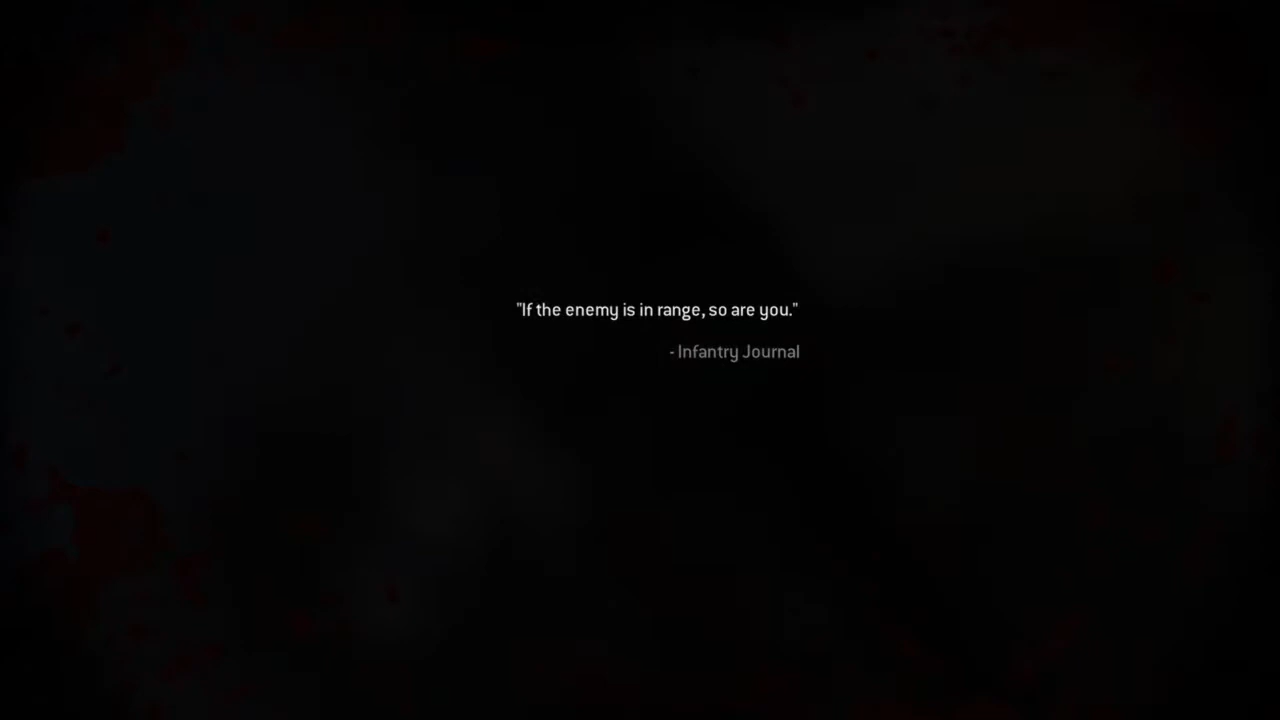 "If the enemy is in range, so are you."
- Infantry Journal